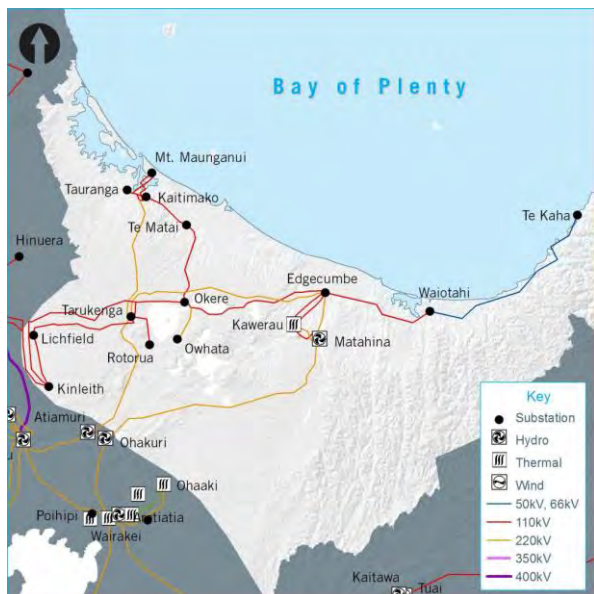 Bay of Plenty
Mt. Maunganui
Tauranga
Kaitimako
Te Matai
Te Kaha
Hinuera
Edgecumbe
Okere
Waiotahi
Tarukenga
Kawerau
Lichfield
Rotorua
Owhata
Matahina
Kinleith
Atiamuri
Ohakuri
u
Ohaaki
Poihipi
Aratiatia
Wairakei
Kaitawa
Tuai
Key
Substation
Hydro
Thermal
Wind
50kV, 66kV
110kV
220kV
350kV
400kV